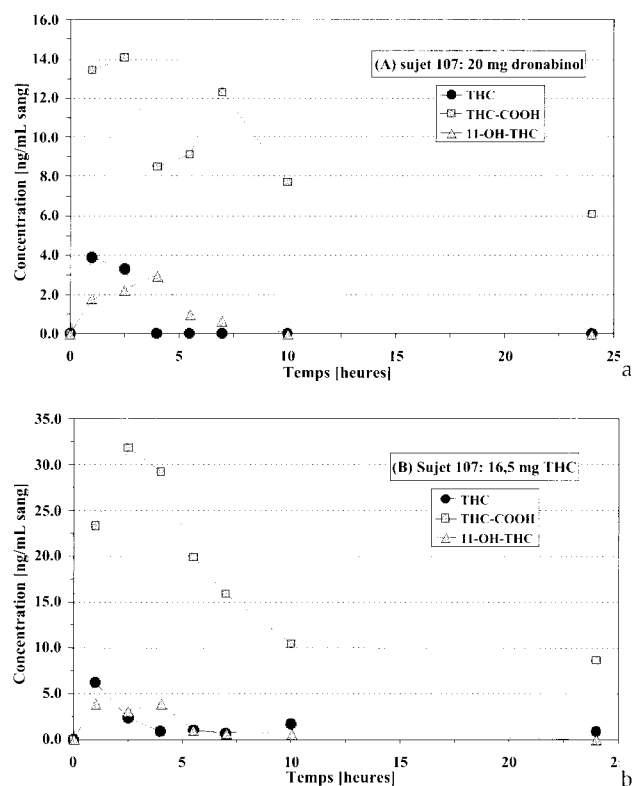 16.0
14.0
12.0
10.0
8.0
6.0
4.0
2.0
0.0
Concentration [ng/mL sang]
(A) sujet 107: 20 mg dronabinol
THC
THC-COOH
11-OH-THC
0
5
10
15
20
25
Temps [heures]
a
35.0
30.0
25.0
20.0
15.0
10.0
5.0
0.0
Concentration [ng/mL sang]
(B) Sujet 107: 16,5 mg THC
THC
THC-COOH
11-OH-THC
0
5
10
15
20
25
Temps [heures]
b